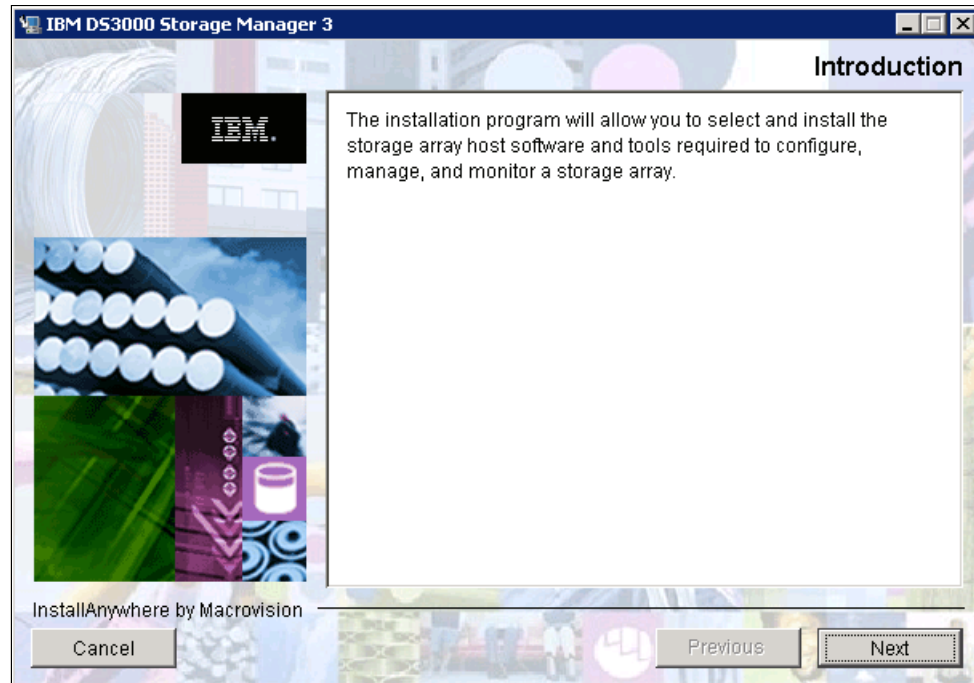 IBM DS3000 Storage Manager 3
Introduction
IBM.
The installation program will allow you to select and install the
storage array host software and tools required to configure,
manage, and monitor a storage array.
InstallAnywhere by Macrovision
Cancel
Previous
Next